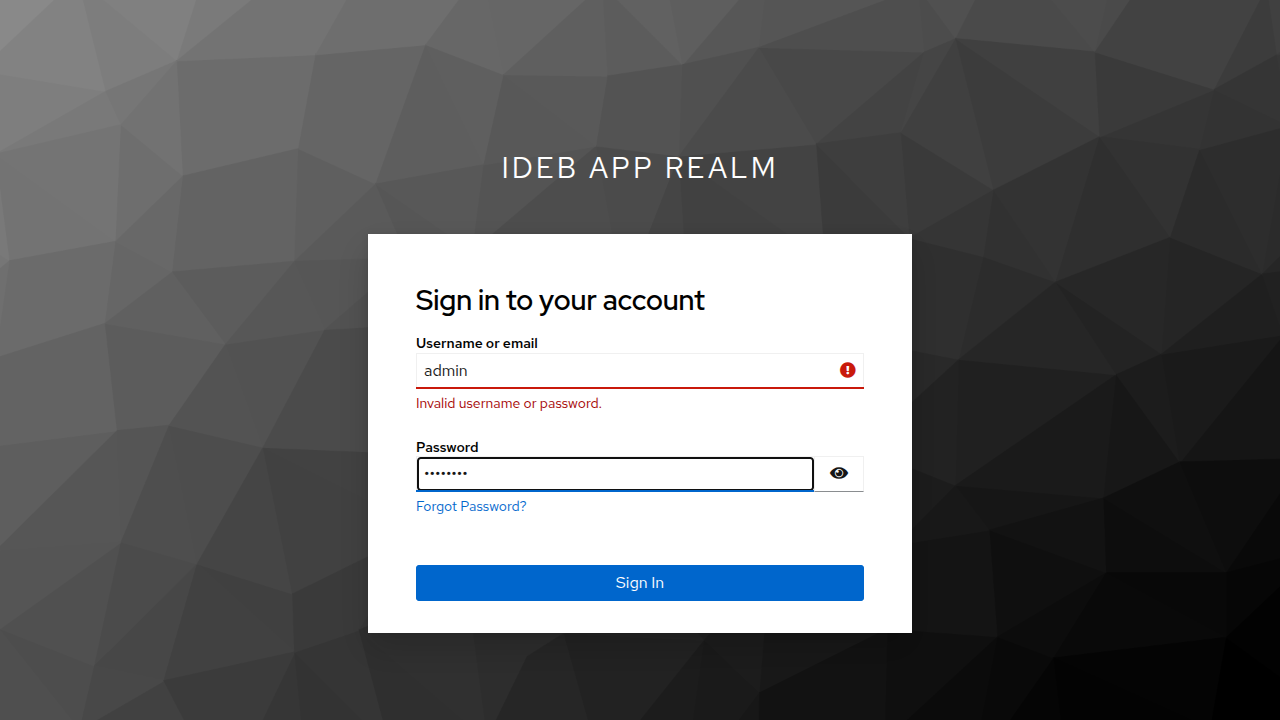 IDEB APP REALM
Sign in to your account
Username or email
admin
Invalid username or password.
Password
••••••••
Forgot Password?
Sign In